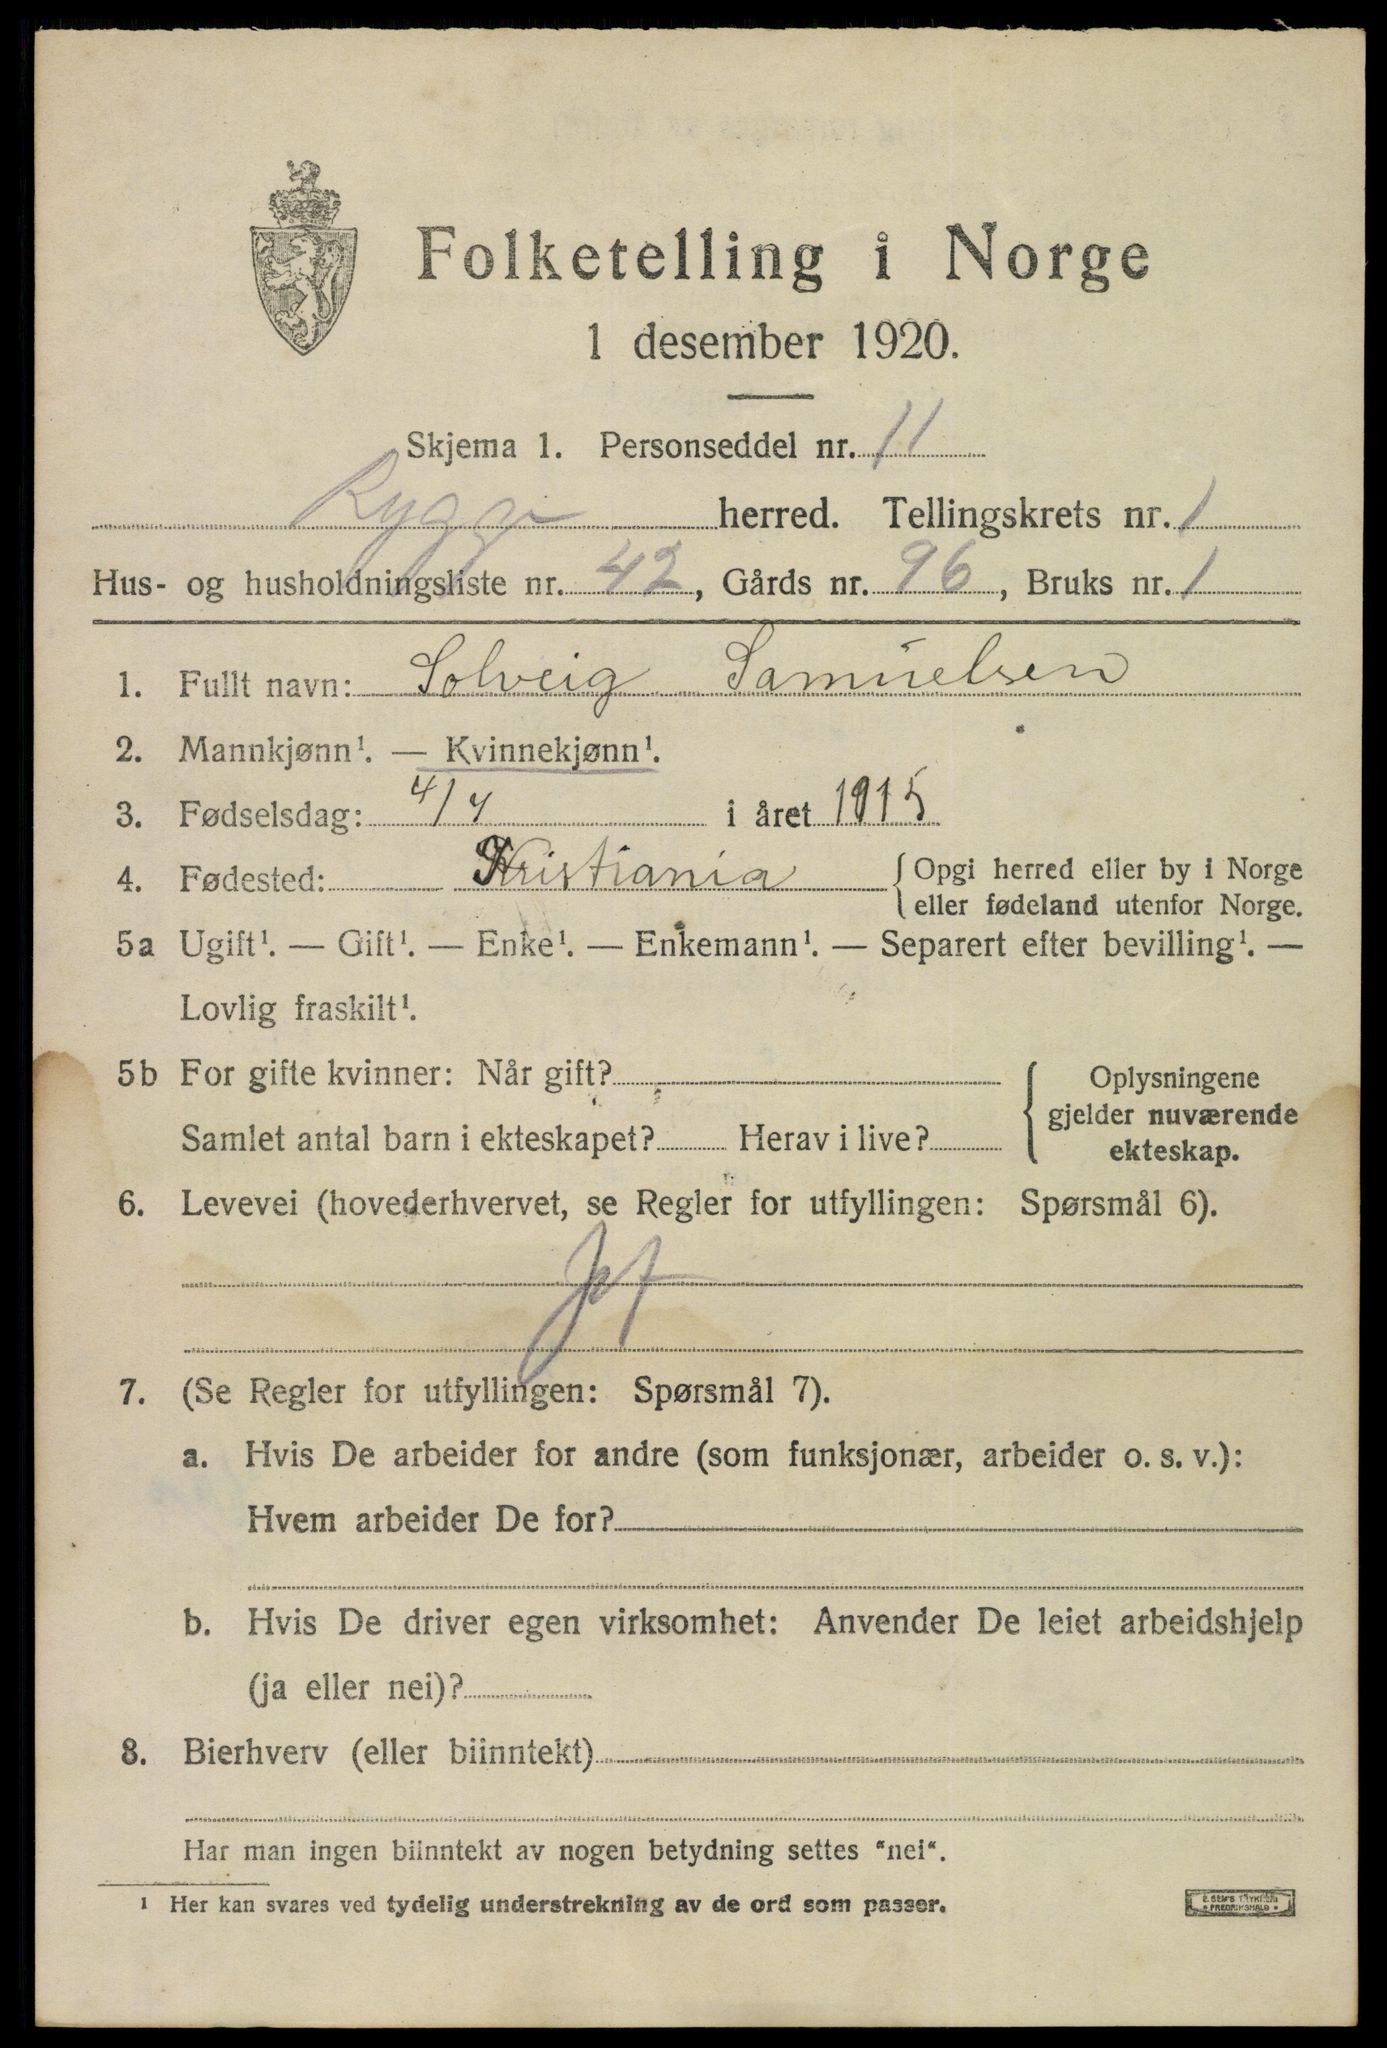 Folketelling i Norge
1 desember 1920.
Skjema 1. Personseddel nr. 11
Rygge herred. Tellingskrets nr. 1
Hus- og husholdningsliste nr. 42, Gårds nr. 96, Bruks nr. 1
1. Fullt navn: Solveig Samuelsen
2. Mannkjønn¹. — Kvinnekjønn¹.
3. Fødselsdag: 4/4 i året 1915
4. Fødested: Kristiania { Opgi herred eller by i Norge
eller fødeland utenfor Norge.
5a Ugift¹. — Gift¹. — Enke¹. — Enkemann¹. — Separert efter bevilling¹. —
Lovlig fraskilt¹.
5b For gifte kvinner: Når gift?
Samlet antal barn i ekteskapet? Herav i live?
Oplysningene
gjelder nuværende
ekteskap.
6. Levevei (hovederhvervet, se Regler for utfyllingen: Spørsmål 6).
7. (Se Regler for utfyllingen: Spørsmål 7).
a. Hvis De arbeider for andre (som funksjonær, arbeider o. s. v.):
Hvem arbeider De for?
b. Hvis De driver egen virksomhet: Anvender De leiet arbeidshjelp
(ja eller nei)?
8. Bierhverv (eller biinntekt)
Har man ingen biinntekt av nogen betydning settes "nei".
¹ Her kan svares ved tydelig understrekning av de ord som passer.
E. SEM'S TRYKKERI
FREDRIKSHALD